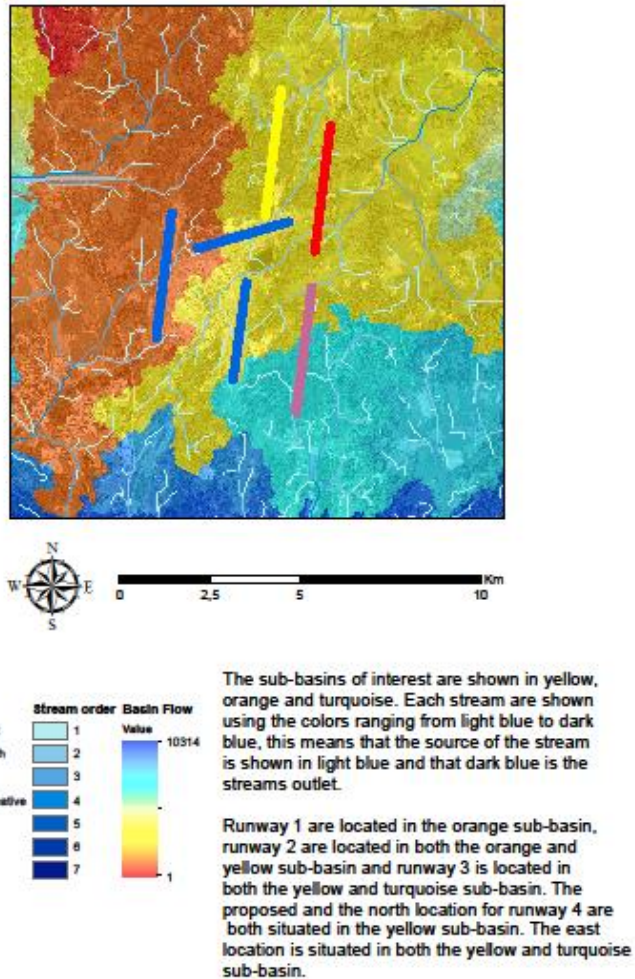 N
W E
S
0 2,5 5 10 Km
Stream order
1
2
3
4
5
6
7
Basin Flow
Value
10314
1
The sub-basins of interest are shown in yellow,
orange and turquoise. Each stream are shown
using the colors ranging from light blue to dark
blue, this means that the source of the stream
is shown in light blue and that dark blue is the
streams outlet.
Runway 1 are located in the orange sub-basin,
runway 2 are located in both the orange and
yellow sub-basin and runway 3 is located in
both the yellow and turquoise sub-basin. The
proposed and the north location for runway 4 are
both situated in the yellow sub-basin. The east
location is situated in both the yellow and turquoise
sub-basin.